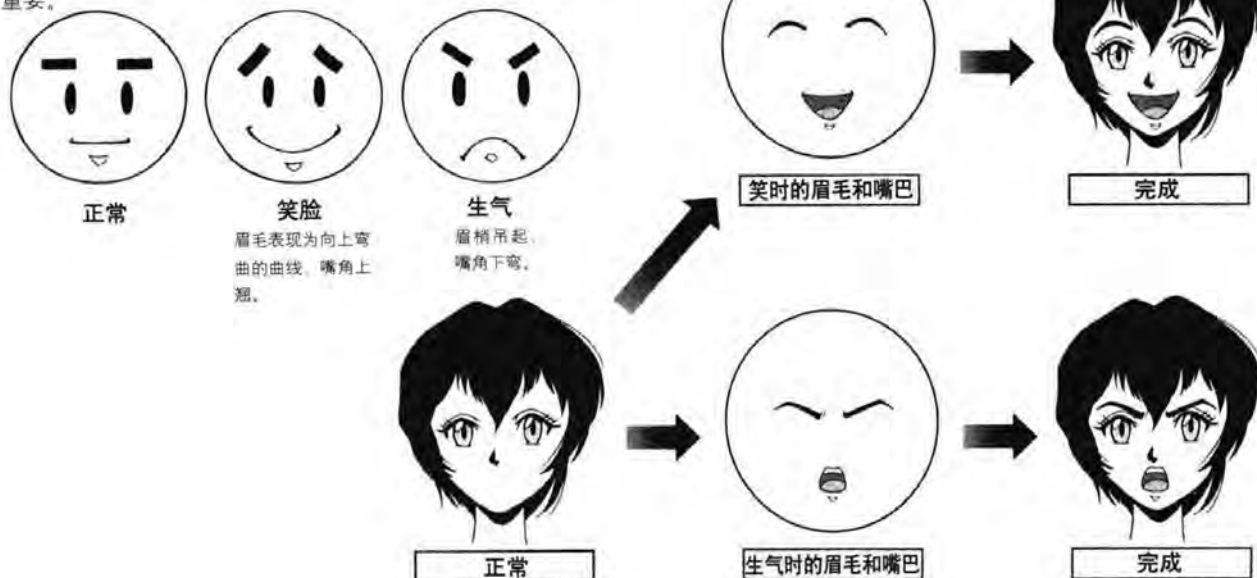 重要。
正常
笑脸
生气
眉毛表现为向上弯
曲的曲线、嘴角上
翘。
眉梢吊起、
嘴角下弯。
笑时的眉毛和嘴巴
完成
正常
生气时的眉毛和嘴巴
完成